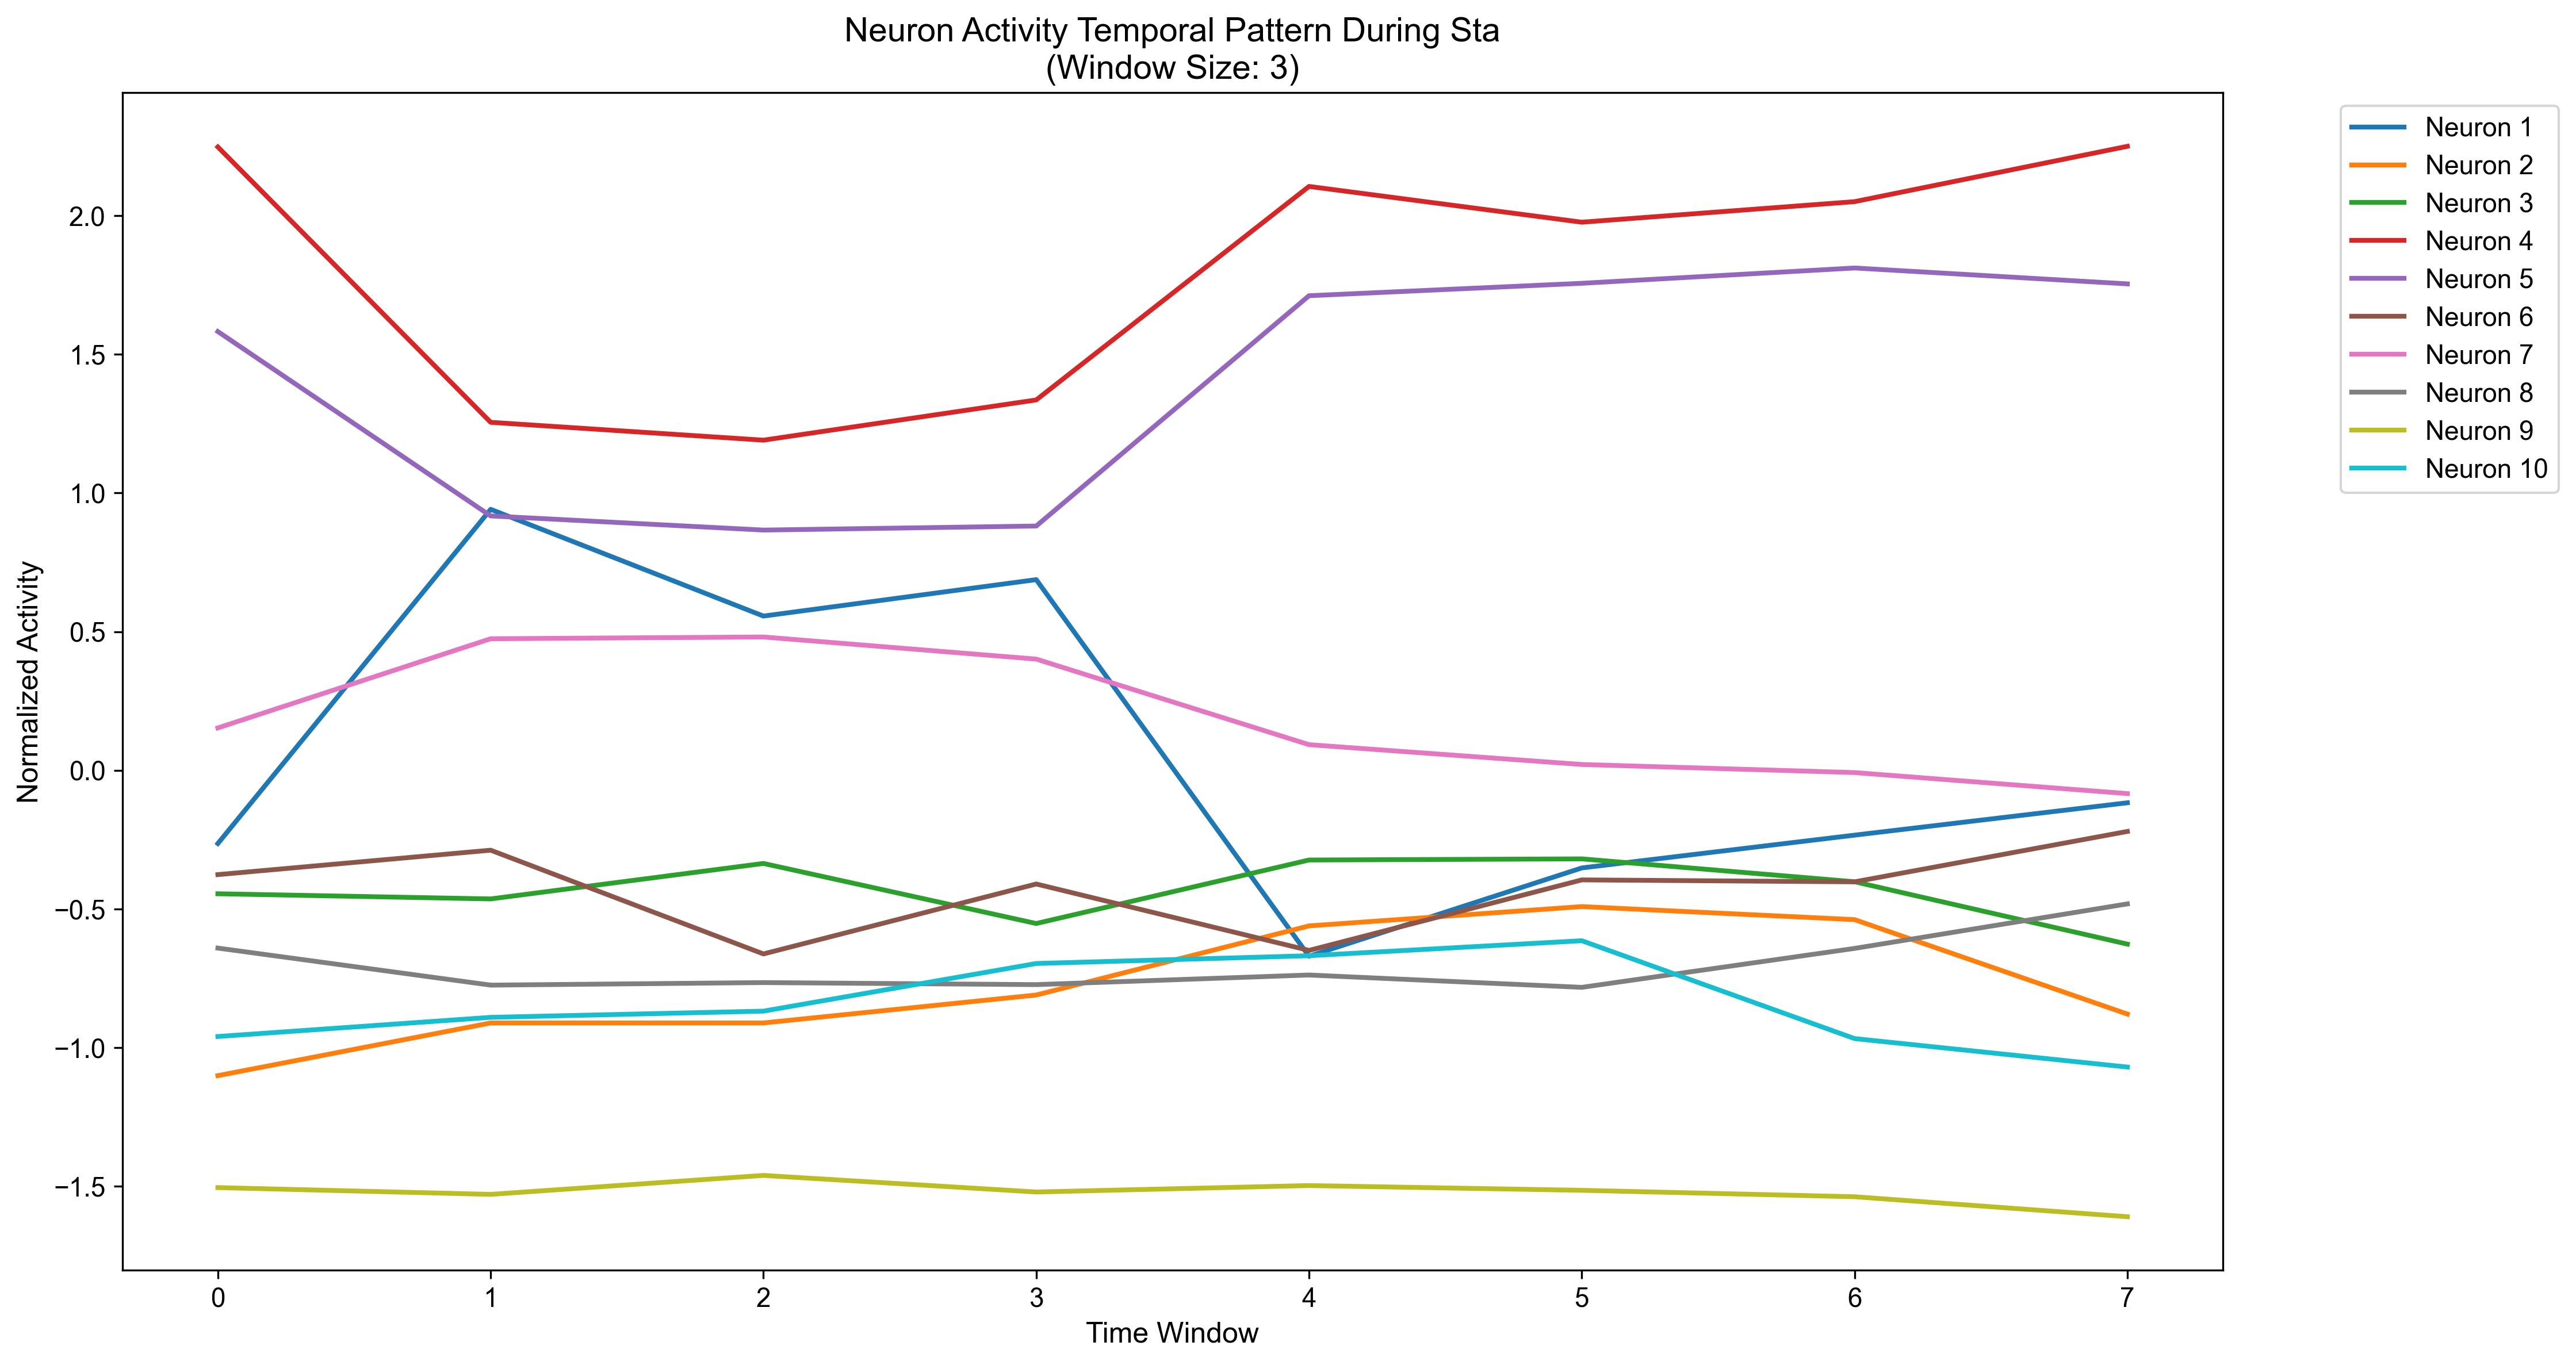 Neuron Activity Temporal Pattern During Sta
(Window Size: 3)
Normalized Activity
2.0
1.5
1.0
0.5
0.0
−0.5
−1.0
−1.5
0 1 2 3 4 5 6 7
Time Window
Neuron 1
Neuron 2
Neuron 3
Neuron 4
Neuron 5
Neuron 6
Neuron 7
Neuron 8
Neuron 9
Neuron 10